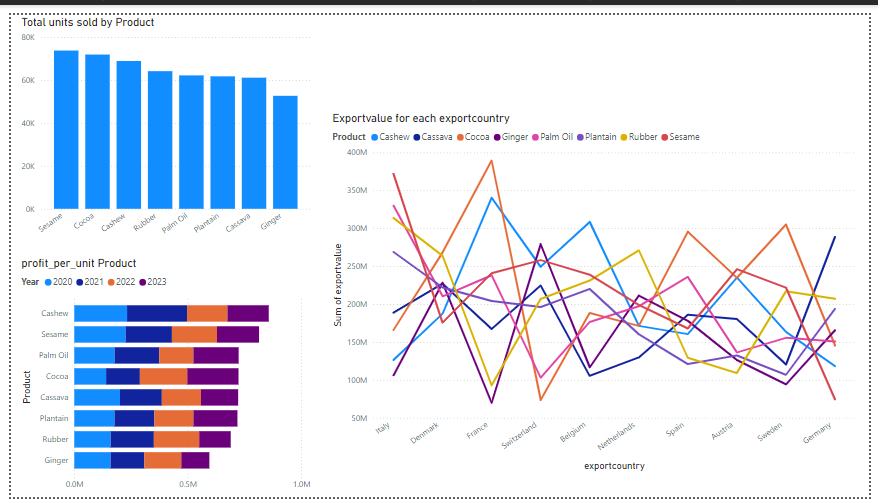 Total units sold by Product
80K
60K
40K
20K
0K
Sesame
Cocoa
Cashew
Rubber
Palm Oil
Plantain
Cassava
Ginger
profit_per_unit Product
Year 2020 2021 2022 2023
Product
Cashew
Sesame
Palm Oil
Cocoa
Cassava
Plantain
Rubber
Ginger
0.0M 0.5M 1.0M
Exportvalue for each exportcountry
Product Cashew Cassava Cocoa Ginger Palm Oil Plantain Rubber Sesame
Sum of exportvalue
400M
350M
300M
250M
200M
150M
100M
50M
Italy
Denmark
France
Switzerland
Belgium
Netherlands
Spain
Austria
Sweden
Germany
exportcountry